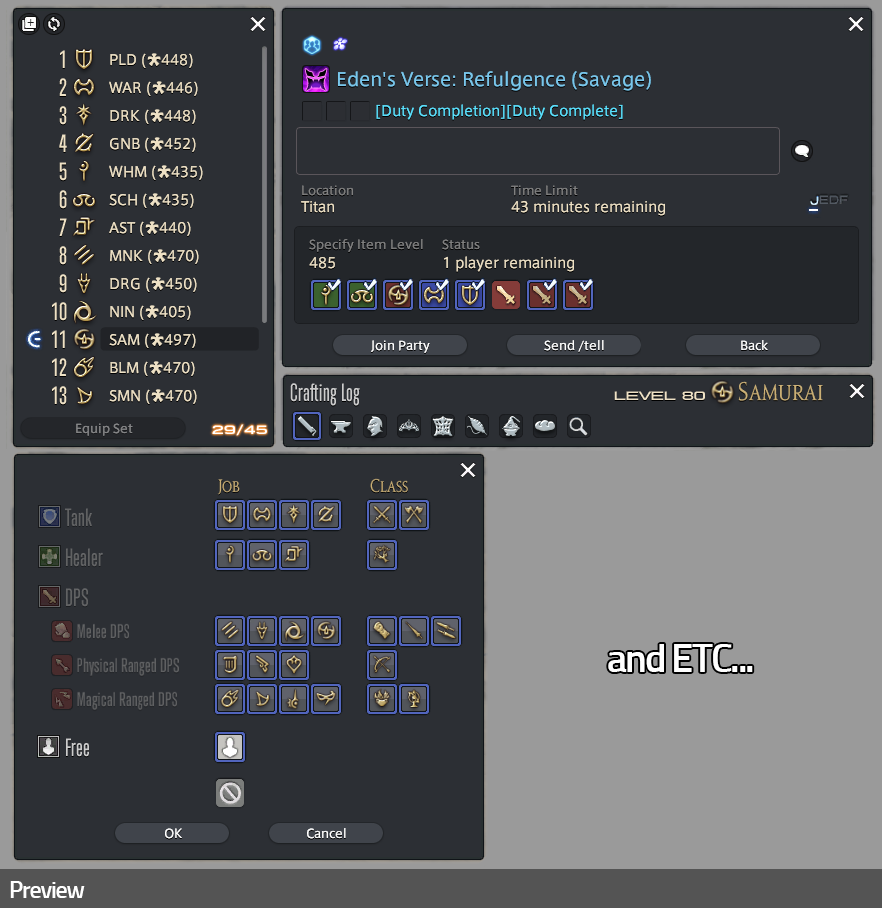 1 PLD (★448)
2 WAR (★446)
3 DRK (★448)
4 GNB (★452)
5 WHM (★435)
6 SCH (★435)
7 AST (★440)
8 MNK (★470)
9 DRG (★450)
10 NIN (★405)
11 SAM (★497)
12 BLM (★470)
13 SMN (★470)
Equip Set 29/45
Eden's Verse: Refulgence (Savage)
[Duty Completion][Duty Complete]
Location
Titan
Time Limit
43 minutes remaining
JEDF
Specify Item Level
485
Status
1 player remaining
Join Party Send /tell Back
Crafting Log LEVEL 80 SAMURAI
JOB CLASS
Tank
Healer
DPS
Melee DPS
Physical Ranged DPS
Magical Ranged DPS
Free
OK Cancel
and ETC...
Preview